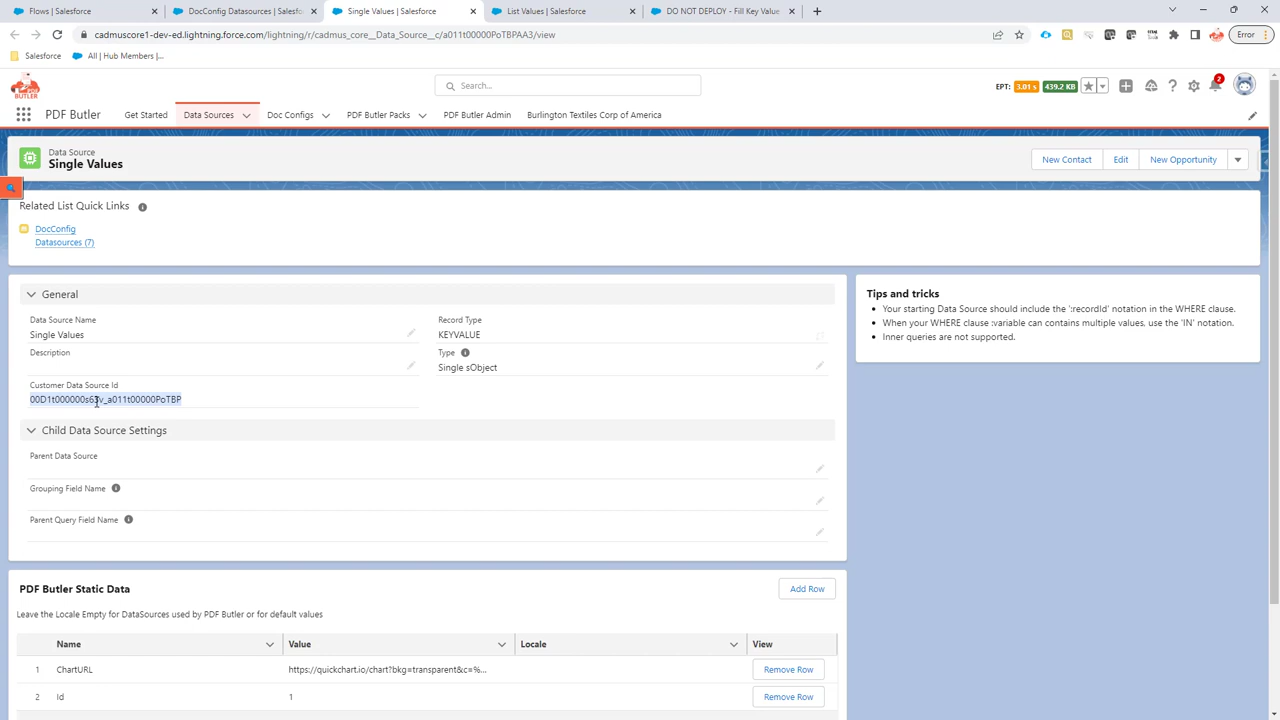 Flows | Salesforce
DocConfig Datasources | Salesfo
Single Values | Salesforce
List Values | Salesforce
DO NOT DEPLOY - Fill Key Value
cadmuscore1-dev-ed.lightning.force.com/lightning/r/cadmus_core__Data_Source__c/a011t00000PoTBPAA3/view
Error
Salesforce
All | Hub Members |...
PDF BUTLER
Search...
EPT: 3.01 s 439.2 KB
2
PDF Butler
Get Started
Data Sources
Doc Configs
PDF Butler Packs
PDF Butler Admin
Burlington Textiles Corp of America
Data Source
Single Values
New Contact
Edit
New Opportunity
Related List Quick Links
DocConfig
Datasources (7)
General
Data Source Name
Single Values
Record Type
KEYVALUE
Description
Type
Single sObject
Customer Data Source Id
00D1t000000s63v_a011t00000PoTBP
Child Data Source Settings
Parent Data Source
Grouping Field Name
Parent Query Field Name
Tips and tricks
Your starting Data Source should include the ':recordId' notation in the WHERE clause.
When your WHERE clause :variable can contains multiple values, use the 'IN' notation.
Inner queries are not supported.
PDF Butler Static Data
Add Row
Leave the Locale Empty for DataSources used by PDF Butler or for default values
Name Value Locale View
1 ChartURL https://quickchart.io/chart?bkg=transparent&c=%... Remove Row
2 Id 1 Remove Row